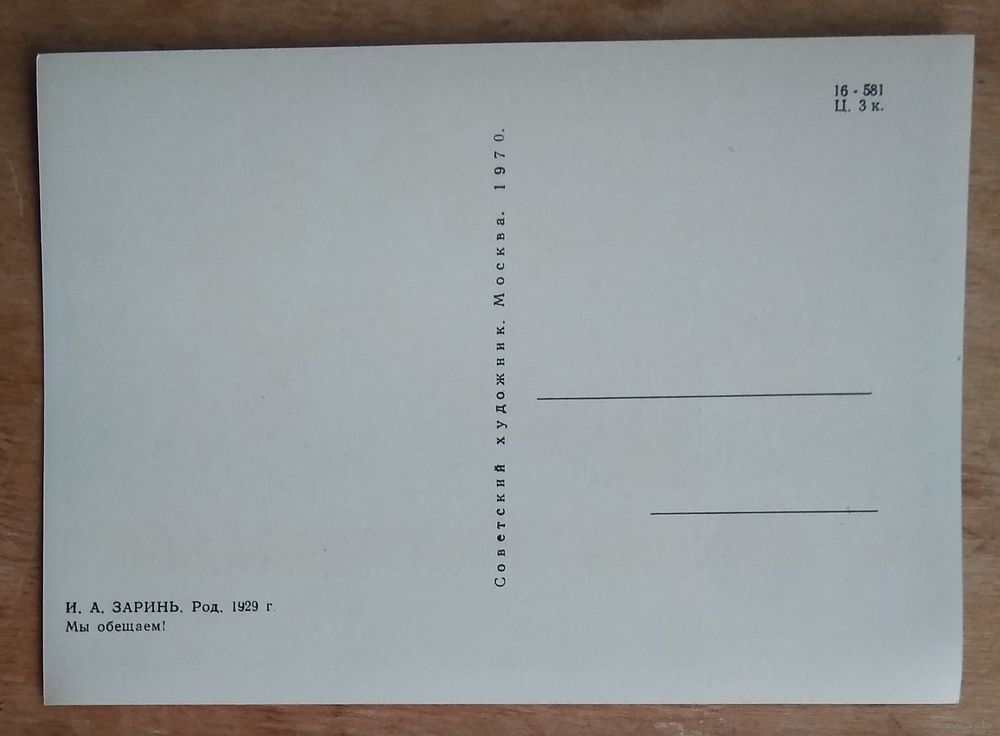 16 - 581
Ц. 3 к.
Советский художник. Москва. 1970.
И. А. ЗАРИНЬ. Род. 1929 г.
Мы обещаем!